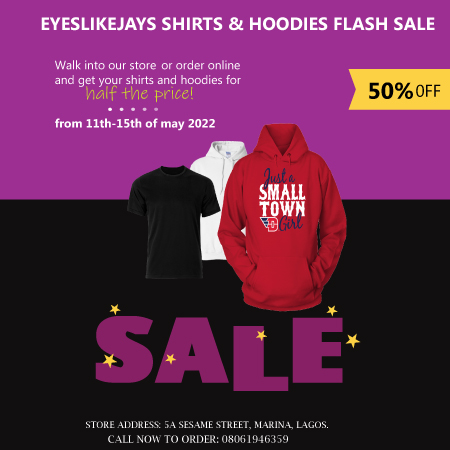 EYESLIKEJAYS SHIRTS & HOODIES FLASH SALE
Walk into our store or order online
and get your shirts and hoodies for
half the price!
from 11th-15th of may 2022
50% OFF
Just a
SMALL
TOWN
D Girl
SALE
STORE ADDRESS: 5A SESAME STREET, MARINA, LAGOS.
CALL NOW TO ORDER: 08061946359